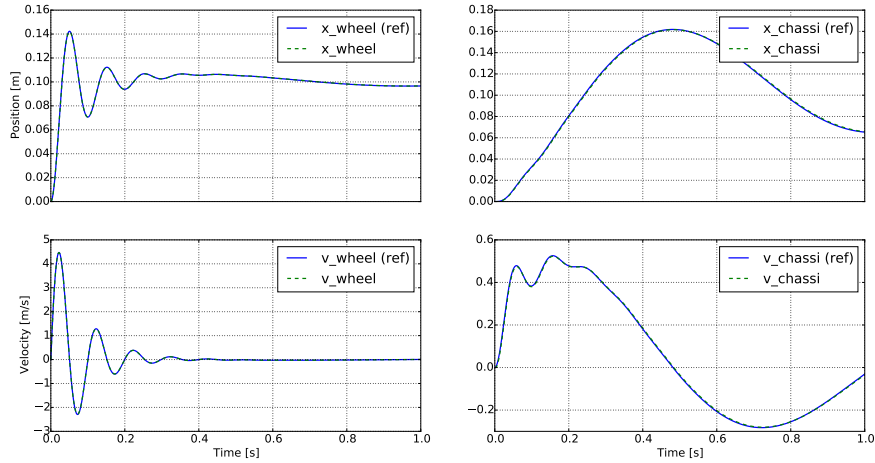 0.16
0.14
0.12
0.10
0.08
0.06
0.04
0.02
0.00
Position [m]
x_wheel (ref)
x_wheel
0.18
0.16
0.14
0.12
0.10
0.08
0.06
0.04
0.02
0.00
x_chassi (ref)
x_chassi
5
4
3
2
1
0
−1
−2
−3
Velocity [m/s]
v_wheel (ref)
v_wheel
0.0 0.2 0.4 0.6 0.8 1.0
Time [s]
0.6
0.4
0.2
0.0
−0.2
v_chassi (ref)
v_chassi
0.0 0.2 0.4 0.6 0.8 1.0
Time [s]